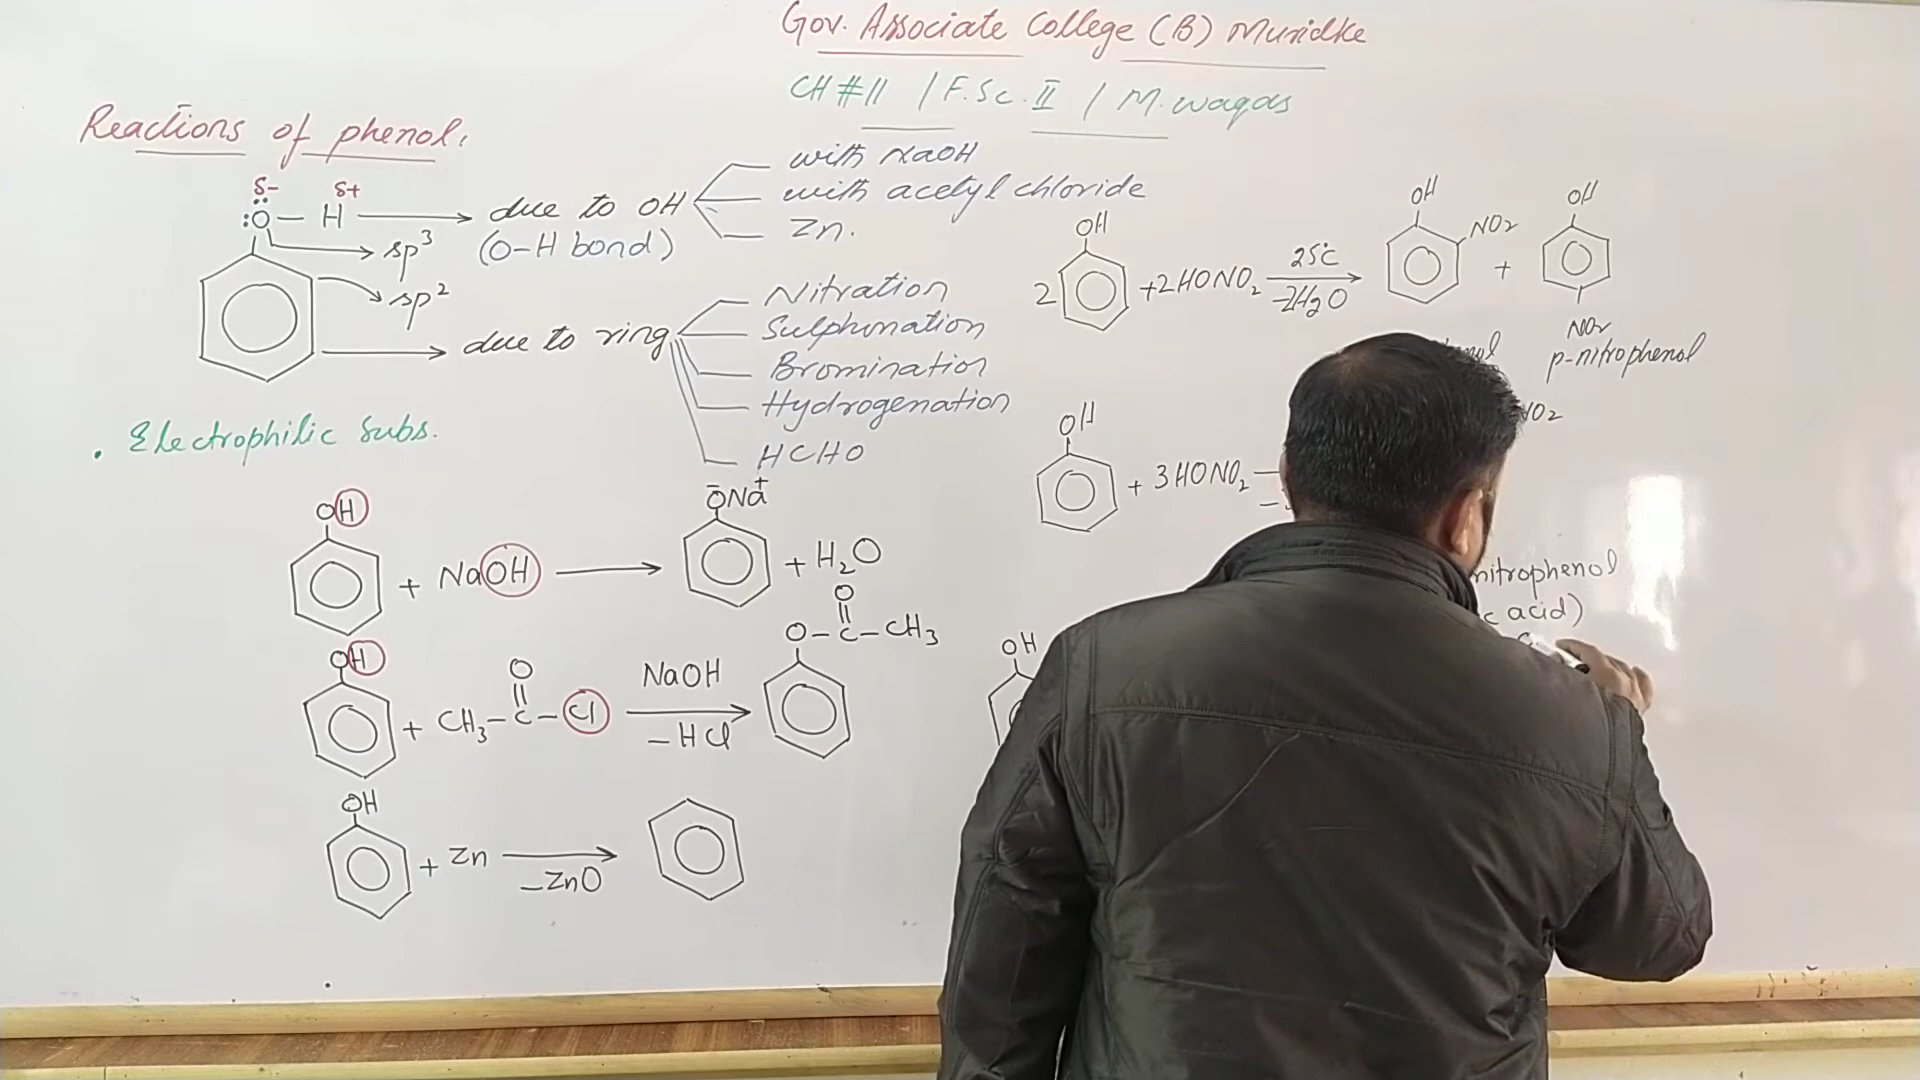 Gov. Associate College (B) Muridke
CH # 11 / F.Sc. II / M. waqas
Reactions of phenol.
δ- δ+
:Ö — H → due to OH
(O-H bond)
with NaOH
with acetyl chloride
Zn.
sp3
sp2
due to ring
Nitration
Sulphonation
Bromination
Hydrogenation
HCHO
. Electrophilic Subs.
OH
+ NaOH
ŌNa+
+ H2O
OH
+ CH3-C-Cl
O
NaOH
-HCl
O-C-CH3
O
OH
+ Zn
-ZnO
OH
2
+2HONO2
25°C
-2H2O
OH
NO2
+
OH
NO2
p-nitrophenol
OH
+ 3HONO2
NO2
nitrophenol
c acid)
OH